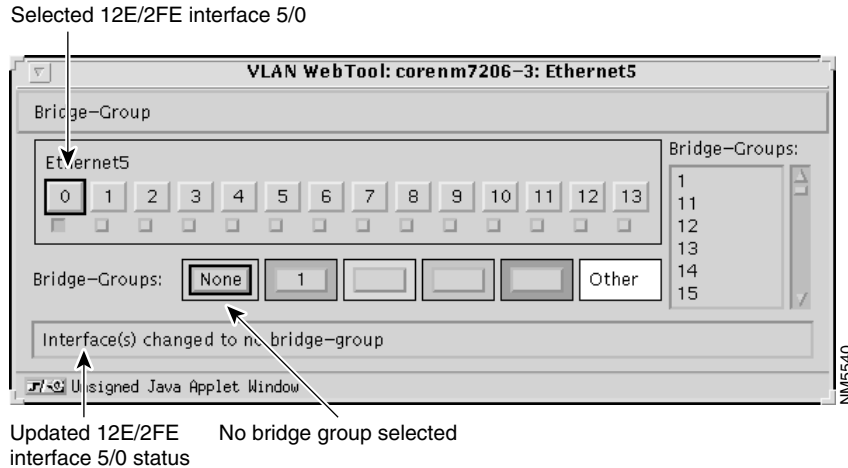 Selected 12E/2FE interface 5/0
VLAN WebTool: corenm7206-3: Ethernet5
Bridge-Group
Ethernet5
0 1 2 3 4 5 6 7 8 9 10 11 12 13
Bridge-Groups:
1
11
12
13
14
15
Bridge-Groups: None 1 Other
Interface(s) changed to no bridge-group
Unsigned Java Applet Window
NM5540
Updated 12E/2FE
interface 5/0 status
No bridge group selected